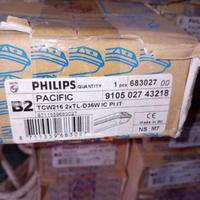 PHILIPS QUANTITY 1 pcs 683027 00
B2 PACIFIC 9105 027 43218
TCW216 2xTL-D36W IC PI IT
8711559683027
Made in
NS M7